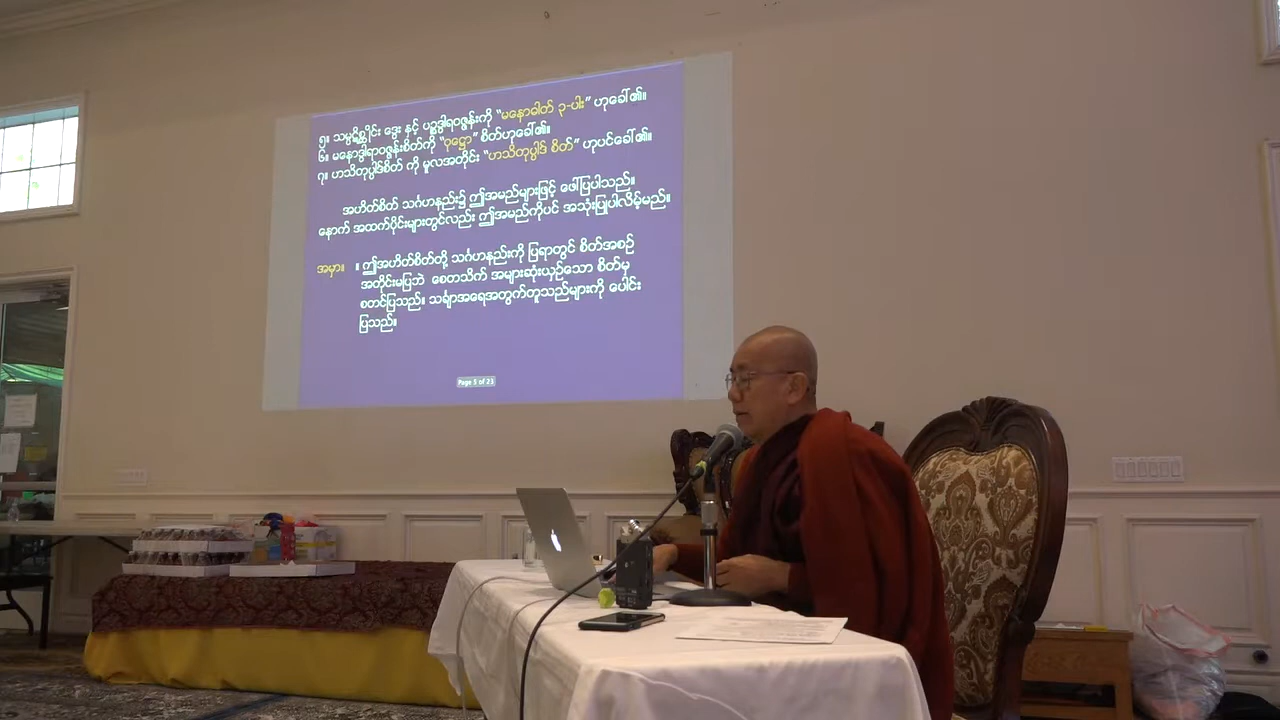 ၅။ သမ္ပဋိစ္ဆိုင်း ဒွေး နှင့် ပဉ္စဒွါရာဝဇ္ဇန်းကို “မနောဓါတ် ၃-ပါး” ဟုခေါ်၏။
၆။ မနောဒွါရာဝဇ္ဇန်းစိတ်ကို “ဝုဋ္ဌော” စိတ်ဟုခေါ်၏။
၇။ ဟသိတုပ္ပါဒ်စိတ် ကို မူလအတိုင်း “ဟသိတုပ္ပါဒ် စိတ်” ဟုပင်ခေါ်၏။
အဟိတ်စိတ် သင်္ဂဟနည်း၌ ဤအမည်များဖြင့် ဖေါ်ပြပါသည်။
နောက် အထက်ပိုင်းများတွင်လည်း ဤအမည်ကိုပင် အသုံးပြုပါလိမ့်မည်။
အမှာ။ ။ ဤအဟိတ်စိတ်တို့ သင်္ဂဟနည်းကို ပြရာတွင် စိတ်အစဉ်
အတိုင်းမပြဘဲ စေတသိက် အများဆုံးယှဉ်သော စိတ်မှ
စတင်ပြသည်။ သင်္ချာအရေအတွက်တူသည်များကို ပေါင်း
ပြသည်။
Page 5 of 23